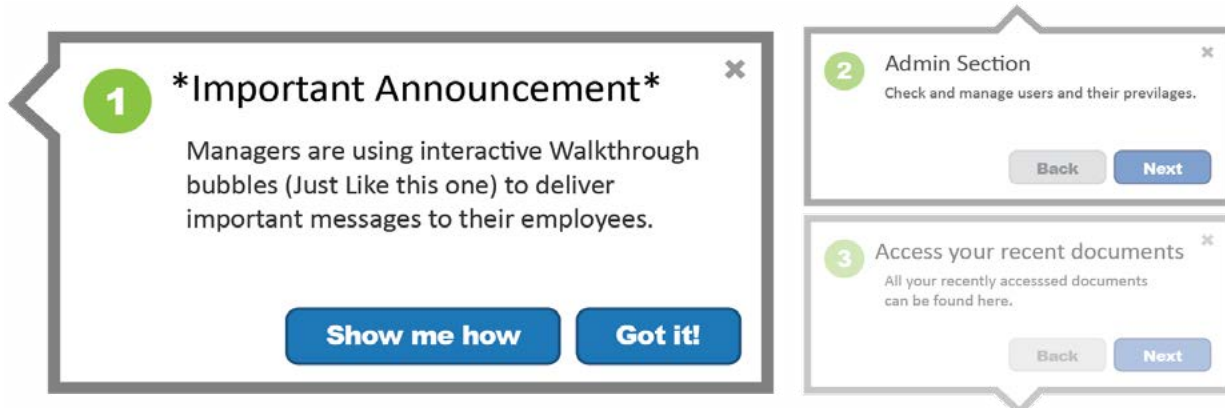 1
*Important Announcement*
Managers are using interactive Walkthrough
bubbles (Just Like this one) to deliver
important messages to their employees.
Show me how
Got it!
2
Admin Section
Check and manage users and their previlages.
Back
Next
3
Access your recent documents
All your recently accesssed documents
can be found here.
Back
Next